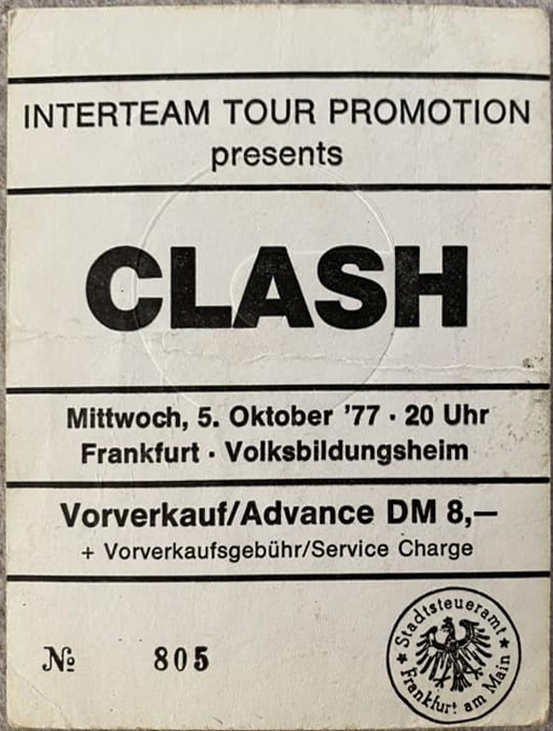 INTERTEAM TOUR PROMOTION
presents
CLASH
Mittwoch, 5. Oktober '77 · 20 Uhr
Frankfurt · Volksbildungsheim
Vorverkauf/Advance DM 8,—
+ Vorverkaufsgebühr/Service Charge
№ 805
Stadtsteueramt
Frankfurt am Main